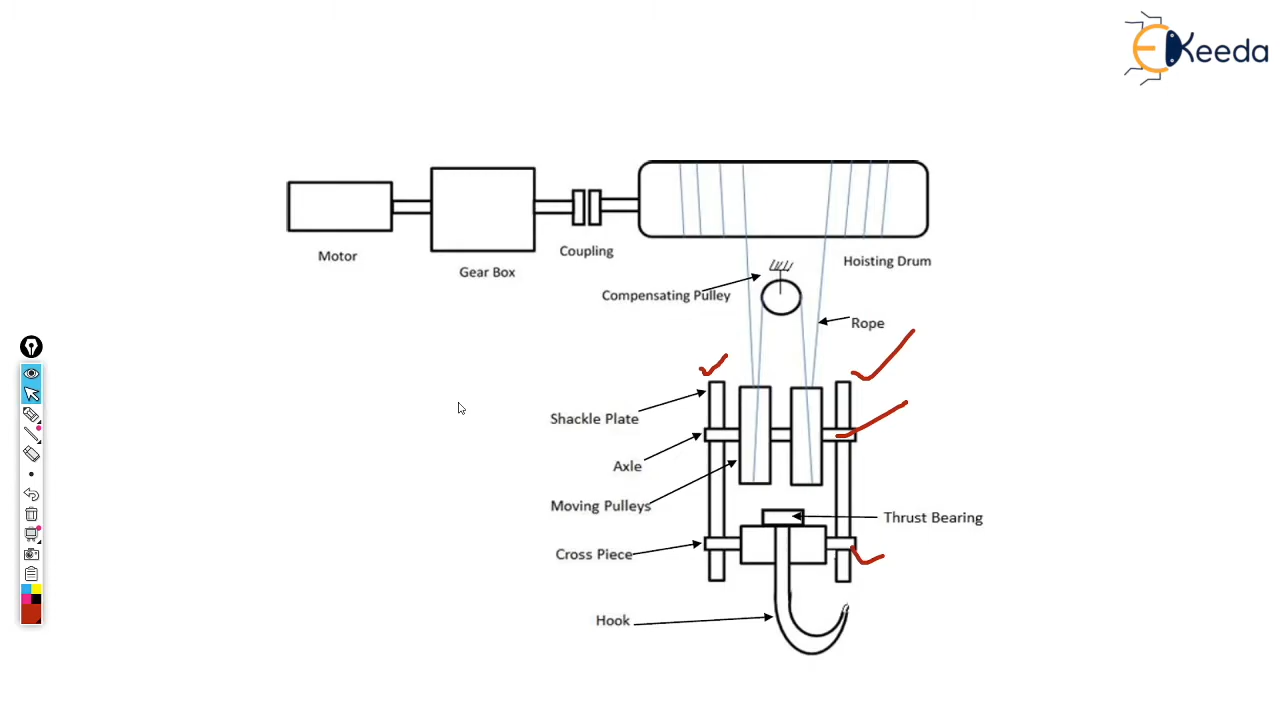 EKeeda
Motor
Gear Box
Coupling
Hoisting Drum
Compensating Pulley
Rope
Shackle Plate
Axle
Moving Pulleys
Thrust Bearing
Cross Piece
Hook